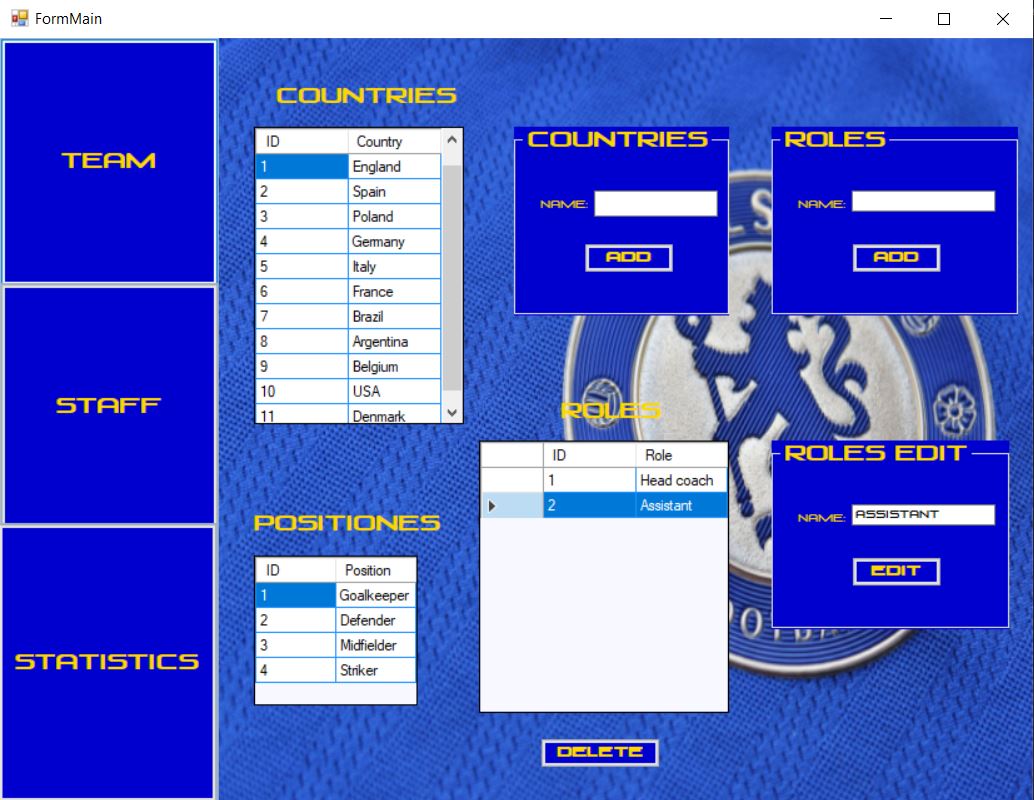 FormMain
TEAM
STAFF
STATISTICS
COUNTRIES
ID Country
1 England
2 Spain
3 Poland
4 Germany
5 Italy
6 France
7 Brazil
8 Argentina
9 Belgium
10 USA
11 Denmark
POSITIONES
ID Position
1 Goalkeeper
2 Defender
3 Midfielder
4 Striker
COUNTRIES
NAME:
ADD
ROLES
NAME:
ADD
ROLES
ID Role
1 Head coach
2 Assistant
DELETE
ROLES EDIT
NAME: ASSISTANT
EDIT